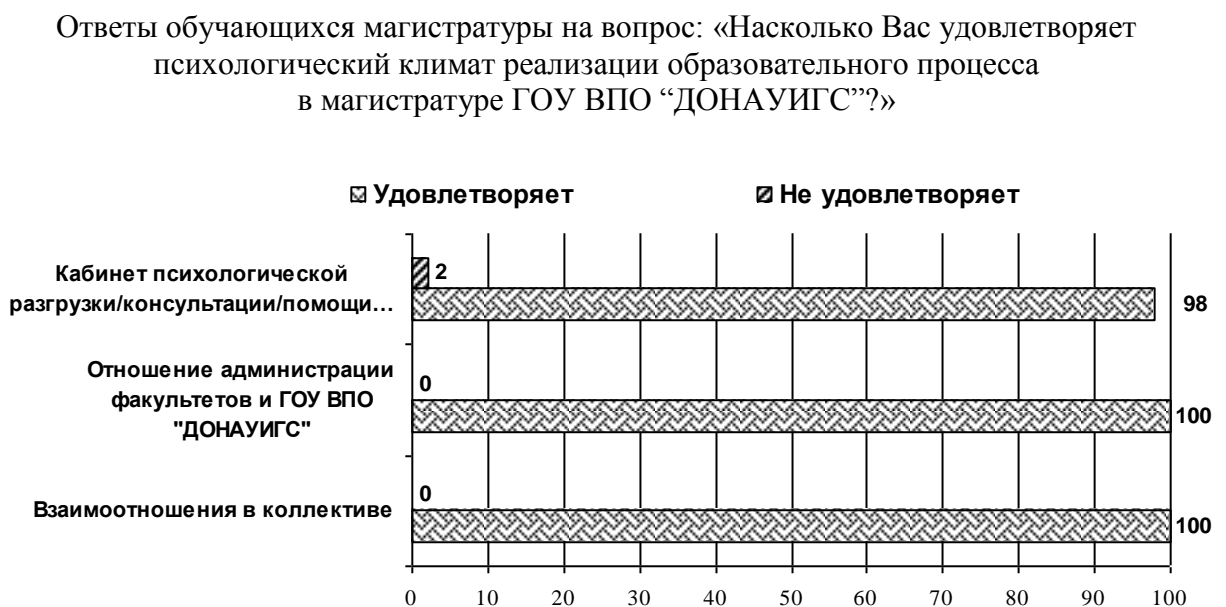 Ответы обучающихся магистратуры на вопрос: «Насколько Вас удовлетворяет
психологический климат реализации образовательного процесса
в магистратуре ГОУ ВПО “ДОНАУИГС”?»
Удовлетворяет
Не удовлетворяет
Кабинет психологической
разгрузки/консультации/помощи…
2
98
Отношение администрации
факультетов и ГОУ ВПО
"ДОНАУИГС"
0
100
Взаимоотношения в коллективе
0
100
0 10 20 30 40 50 60 70 80 90 100